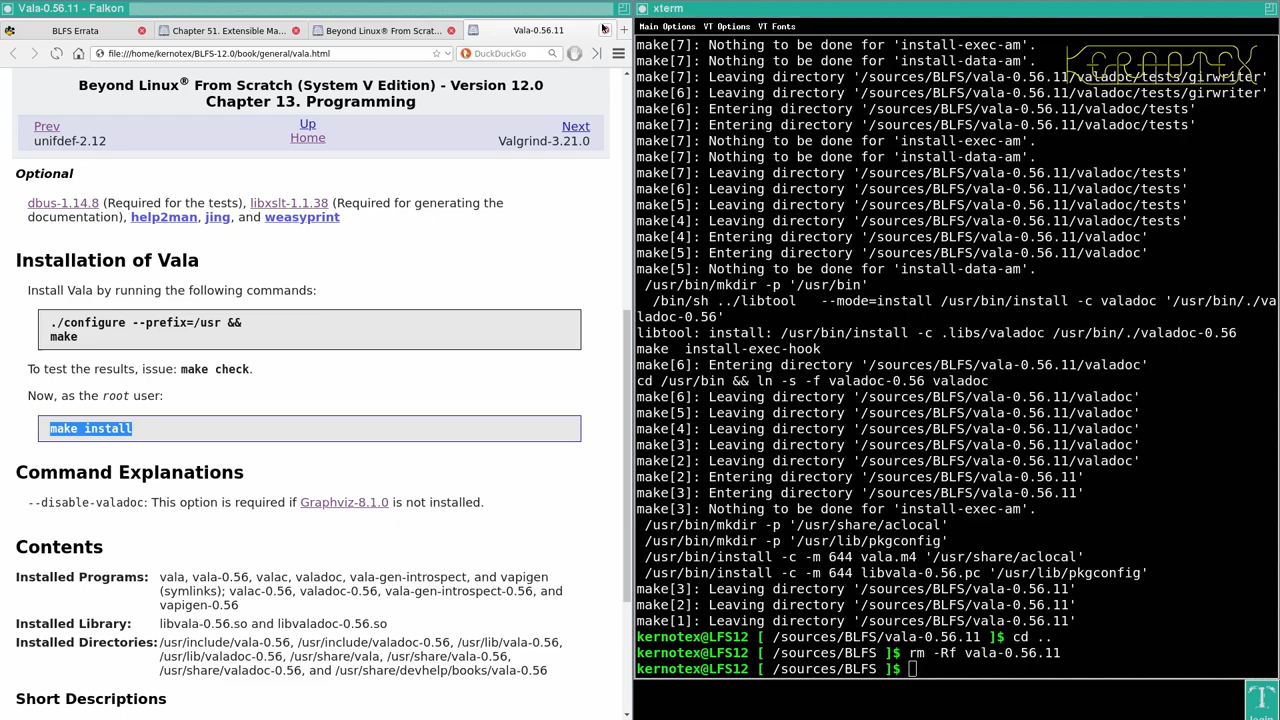 Vala-0.56.11 - Falkon
BLFS Errata
Chapter 51. Extensible Ma...
Beyond Linux® From Scrat...
Vala-0.56.11
file:///home/kernotex/BLFS-12.0/book/general/vala.html
DuckDuckGo
Beyond Linux® From Scratch (System V Edition) - Version 12.0
Chapter 13. Programming
Prev
unifdef-2.12
Up
Home
Next
Valgrind-3.21.0
Optional
dbus-1.14.8 (Required for the tests), libxslt-1.1.38 (Required for generating the
documentation), help2man, jing, and weasyprint
Installation of Vala
Install Vala by running the following commands:
./configure --prefix=/usr &&
make
To test the results, issue: make check.
Now, as the root user:
make install
Command Explanations
--disable-valadoc: This option is required if Graphviz-8.1.0 is not installed.
Contents
Installed Programs: vala, vala-0.56, valac, valadoc, vala-gen-introspect, and vapigen
(symlinks); valac-0.56, valadoc-0.56, vala-gen-introspect-0.56, and
vapigen-0.56
Installed Library: libvala-0.56.so and libvaladoc-0.56.so
Installed Directories: /usr/include/vala-0.56, /usr/include/valadoc-0.56, /usr/lib/vala-0.56,
/usr/lib/valadoc-0.56, /usr/share/vala, /usr/share/vala-0.56,
/usr/share/valadoc-0.56, and /usr/share/devhelp/books/vala-0.56
Short Descriptions
xterm
Main Options VT Options VT Fonts
KERNOTEX
make[7]: Nothing to be done for 'install-exec-am'.
make[7]: Nothing to be done for 'install-data-am'.
make[7]: Leaving directory '/sources/BLFS/vala-0.56.11/valadoc/tests/girwriter'
make[6]: Leaving directory '/sources/BLFS/vala-0.56.11/valadoc/tests/girwriter'
make[6]: Entering directory '/sources/BLFS/vala-0.56.11/valadoc/tests'
make[7]: Entering directory '/sources/BLFS/vala-0.56.11/valadoc/tests'
make[7]: Nothing to be done for 'install-exec-am'.
make[7]: Nothing to be done for 'install-data-am'.
make[7]: Leaving directory '/sources/BLFS/vala-0.56.11/valadoc/tests'
make[6]: Leaving directory '/sources/BLFS/vala-0.56.11/valadoc/tests'
make[5]: Leaving directory '/sources/BLFS/vala-0.56.11/valadoc/tests'
make[4]: Leaving directory '/sources/BLFS/vala-0.56.11/valadoc/tests'
make[4]: Entering directory '/sources/BLFS/vala-0.56.11/valadoc'
make[5]: Entering directory '/sources/BLFS/vala-0.56.11/valadoc'
make[5]: Nothing to be done for 'install-data-am'.
/usr/bin/mkdir -p '/usr/bin'
/bin/sh ../libtool   --mode=install /usr/bin/install -c valadoc '/usr/bin/./va
ladoc-0.56'
libtool: install: /usr/bin/install -c .libs/valadoc /usr/bin/./valadoc-0.56
make  install-exec-hook
make[6]: Entering directory '/sources/BLFS/vala-0.56.11/valadoc'
cd /usr/bin && ln -s -f valadoc-0.56 valadoc
make[6]: Leaving directory '/sources/BLFS/vala-0.56.11/valadoc'
make[5]: Leaving directory '/sources/BLFS/vala-0.56.11/valadoc'
make[4]: Leaving directory '/sources/BLFS/vala-0.56.11/valadoc'
make[3]: Leaving directory '/sources/BLFS/vala-0.56.11/valadoc'
make[2]: Leaving directory '/sources/BLFS/vala-0.56.11/valadoc'
make[2]: Entering directory '/sources/BLFS/vala-0.56.11'
make[3]: Entering directory '/sources/BLFS/vala-0.56.11'
make[3]: Nothing to be done for 'install-exec-am'.
/usr/bin/mkdir -p '/usr/share/aclocal'
/usr/bin/mkdir -p '/usr/lib/pkgconfig'
/usr/bin/install -c -m 644 vala.m4 '/usr/share/aclocal'
/usr/bin/install -c -m 644 libvala-0.56.pc '/usr/lib/pkgconfig'
make[3]: Leaving directory '/sources/BLFS/vala-0.56.11'
make[2]: Leaving directory '/sources/BLFS/vala-0.56.11'
make[1]: Leaving directory '/sources/BLFS/vala-0.56.11'
kernotex@LFS12 [ /sources/BLFS/vala-0.56.11 ]$ cd ..
kernotex@LFS12 [ /sources/BLFS ]$ rm -Rf vala-0.56.11
kernotex@LFS12 [ /sources/BLFS ]$
T
login